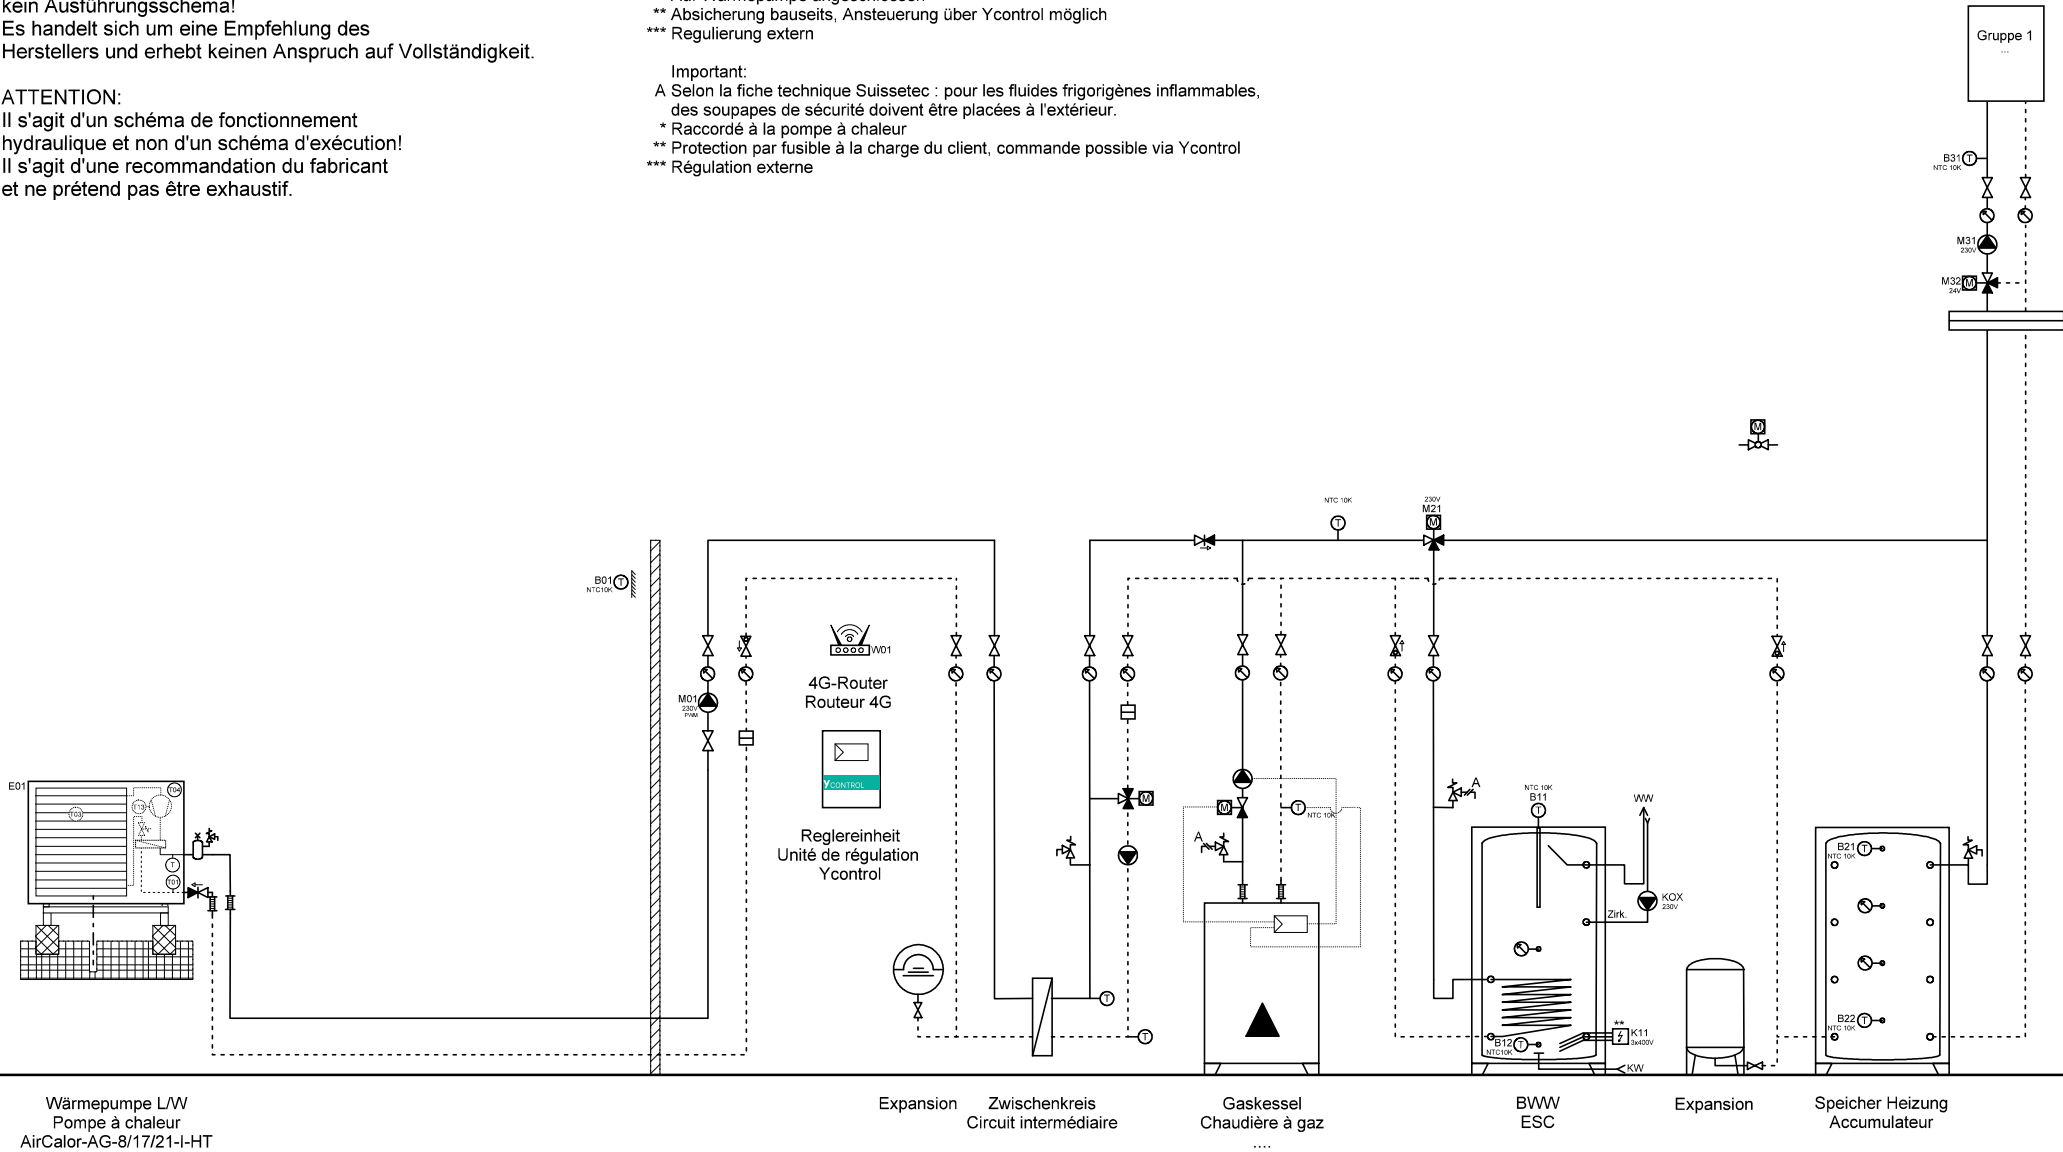 kein Ausführungsschema!
Es handelt sich um eine Empfehlung des
Herstellers und erhebt keinen Anspruch auf Vollständigkeit.
ATTENTION:
Il s'agit d'un schéma de fonctionnement
hydraulique et non d'un schéma d'exécution!
Il s'agit d'une recommandation du fabricant
et ne prétend pas être exhaustif.
** Absicherung bauseits, Ansteuerung über Ycontrol möglich
*** Regulierung extern
Important:
A Selon la fiche technique Suissetec : pour les fluides frigorigènes inflammables,
des soupapes de sécurité doivent être placées à l'extérieur.
* Raccordé à la pompe à chaleur
** Protection par fusible à la charge du client, commande possible via Ycontrol
*** Régulation externe
Gruppe 1
...
B31 T
NTC 10K
M31
230V
M32 M
24V
M
NTC 10K
T
230V
M21
M
B01 T
NTC10K
W01
4G-Router
Routeur 4G
M01
230V
PWM
YCONTROL
Reglereinheit
Unité de régulation
Ycontrol
E01
T03
T13
T04
T
T01
M
T
T
M
T
NTC 10K
A
A
NTC 10K
B11
T
WW
KOX
230V
Zirk.
**
K11
3x400V
B12 T
NTC10K
KW
B21 T
NTC 10K
B22 T
NTC 10K
Wärmepumpe L/W
Pompe à chaleur
AirCalor-AG-8/17/21-I-HT
Expansion
Zwischenkreis
Circuit intermédiaire
Gaskessel
Chaudière à gaz
....
BWW
ESC
Expansion
Speicher Heizung
Accumulateur